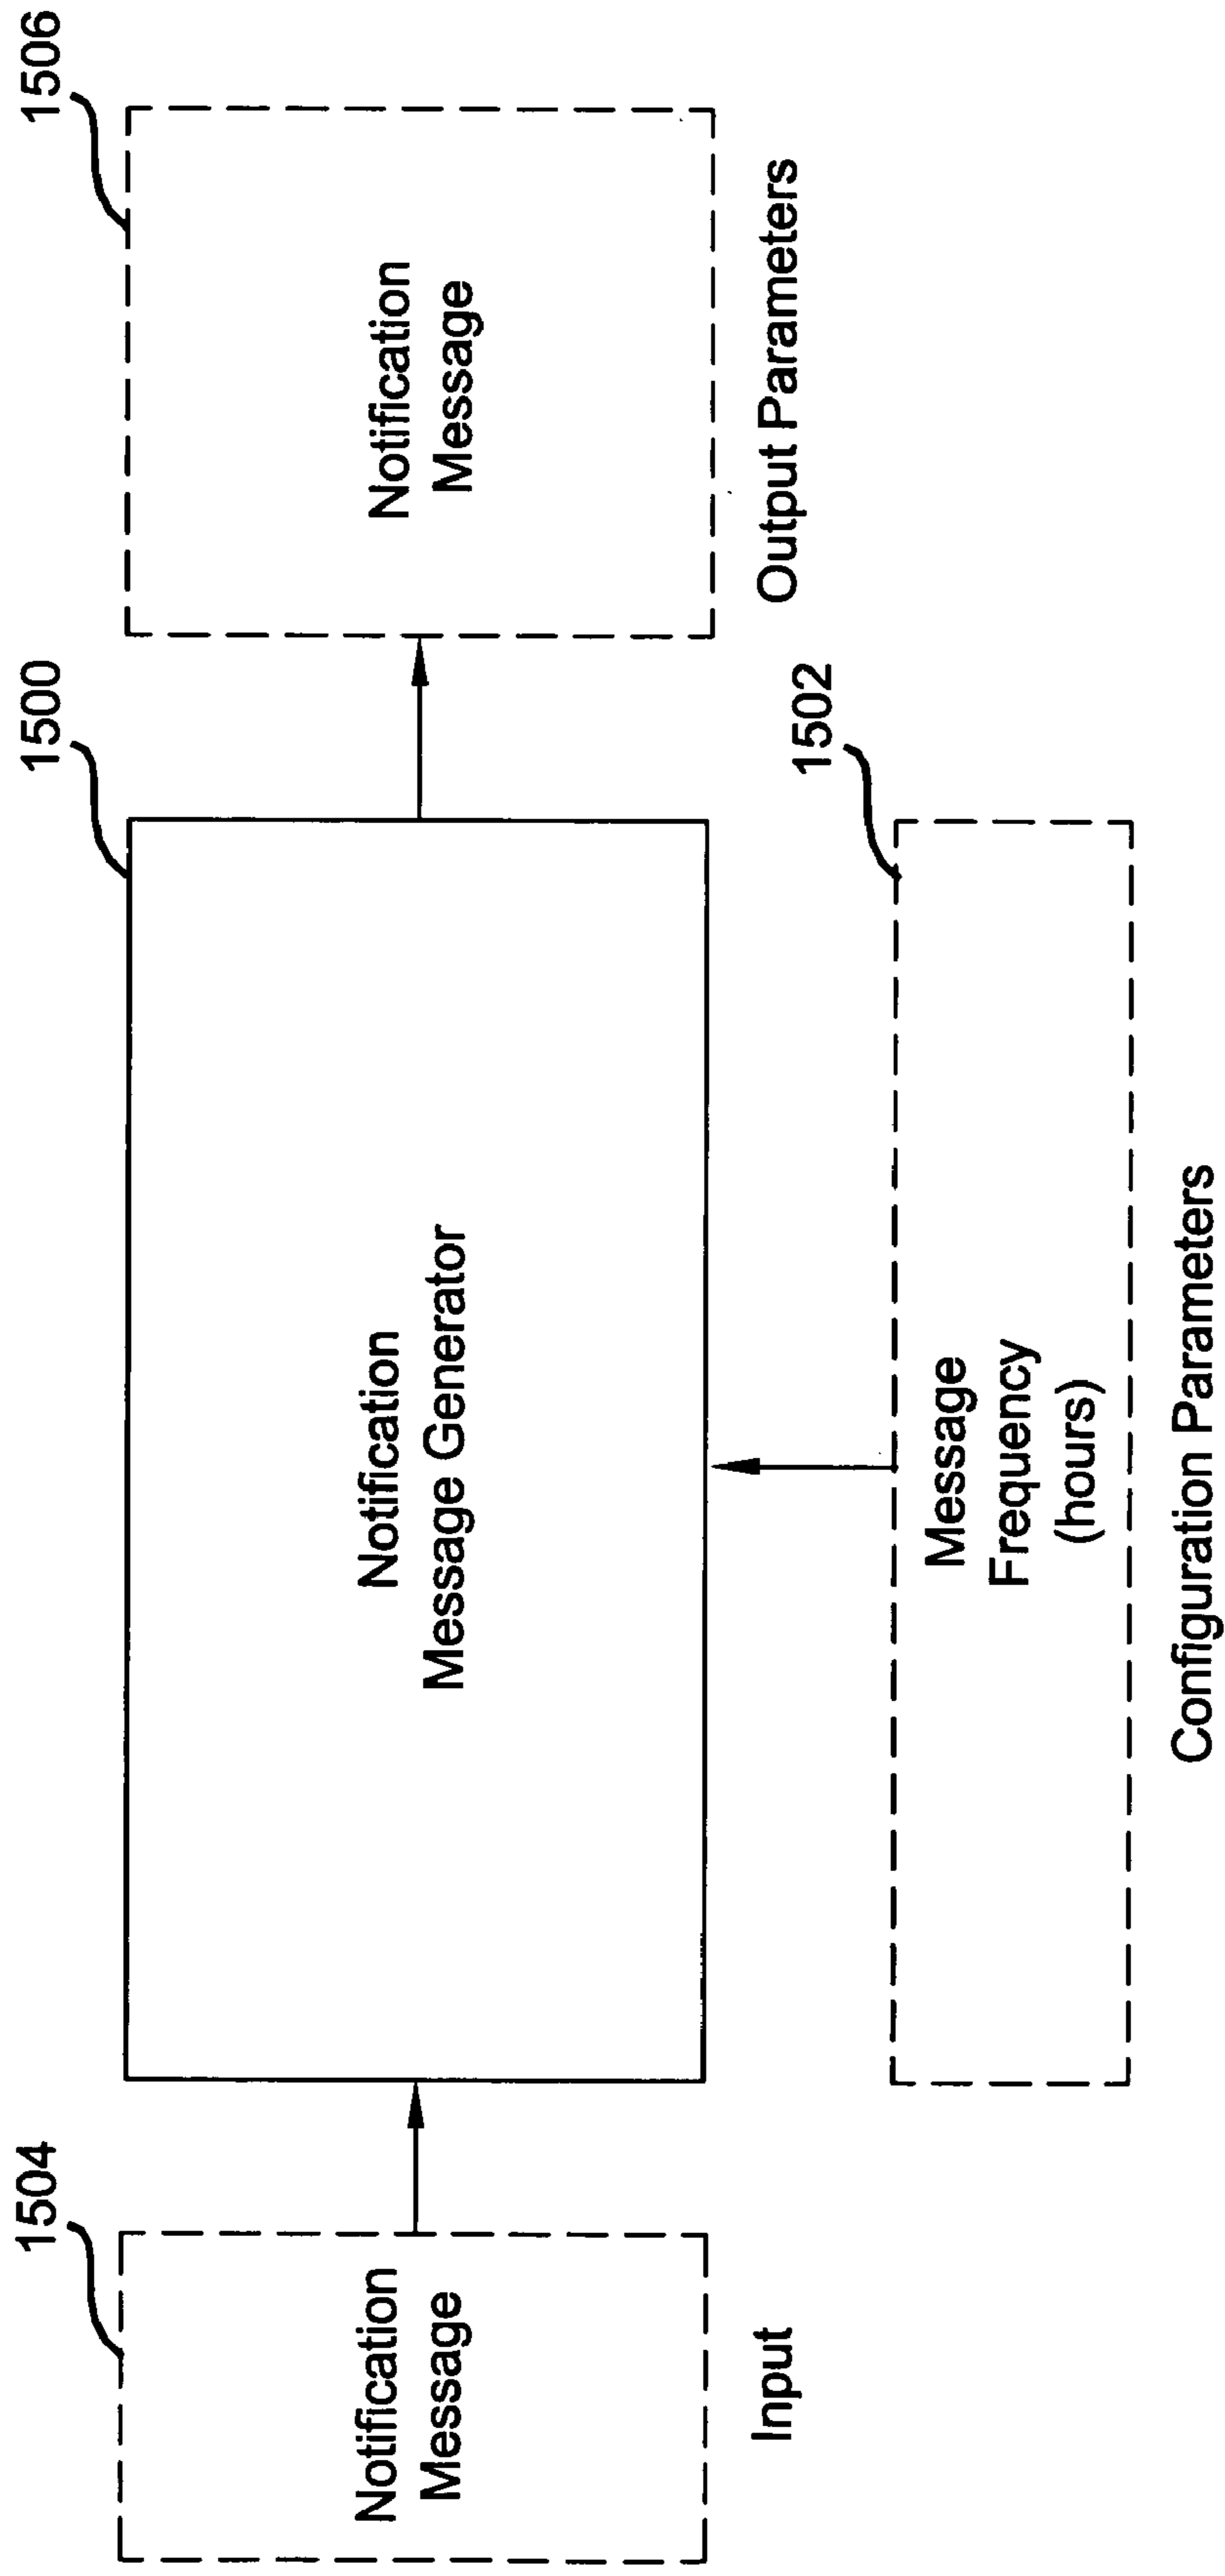 1504
Notification
Message
Input
1500
Notification
Message Generator
1502
Message
Frequency
(hours)
Configuration Parameters
1506
Notification
Message
Output Parameters